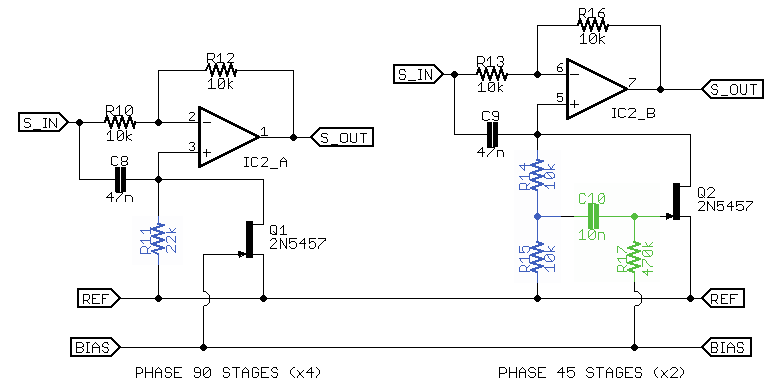 R16
10k
R12
10k
R13
10k
S_IN
6
5
7
S_OUT
IC2_B
S_IN
R10
10k
2
3
1
S_OUT
IC2_A
C9
47n
C8
47n
R14
10k
Q2
2N5457
C10
10n
R11
22k
Q1
2N5457
R15
10k
R17
470k
REF
REF
BIAS
BIAS
PHASE 90 STAGES (x4)
PHASE 45 STAGES (x2)